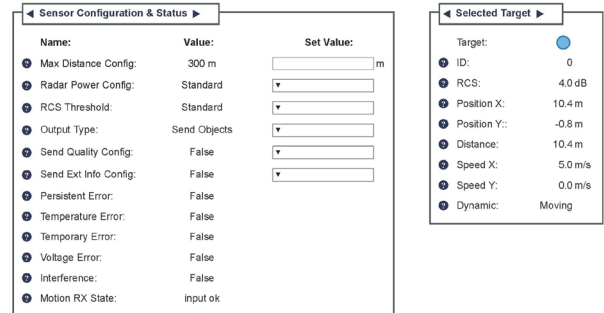 ◄ Sensor Configuration & Status ►
Name: Value: Set Value:
Max Distance Config: 300 m m
Radar Power Config: Standard
RCS Threshold: Standard
Output Type: Send Objects
Send Quality Config: False
Send Ext Info Config: False
Persistent Error: False
Temperature Error: False
Temporary Error: False
Voltage Error: False
Interference: False
Motion RX State: input ok
◄ Selected Target ►
Target:
ID: 0
RCS: 4.0 dB
Position X: 10.4 m
Position Y:: -0.8 m
Distance: 10.4 m
Speed X: 5.0 m/s
Speed Y: 0.0 m/s
Dynamic: Moving